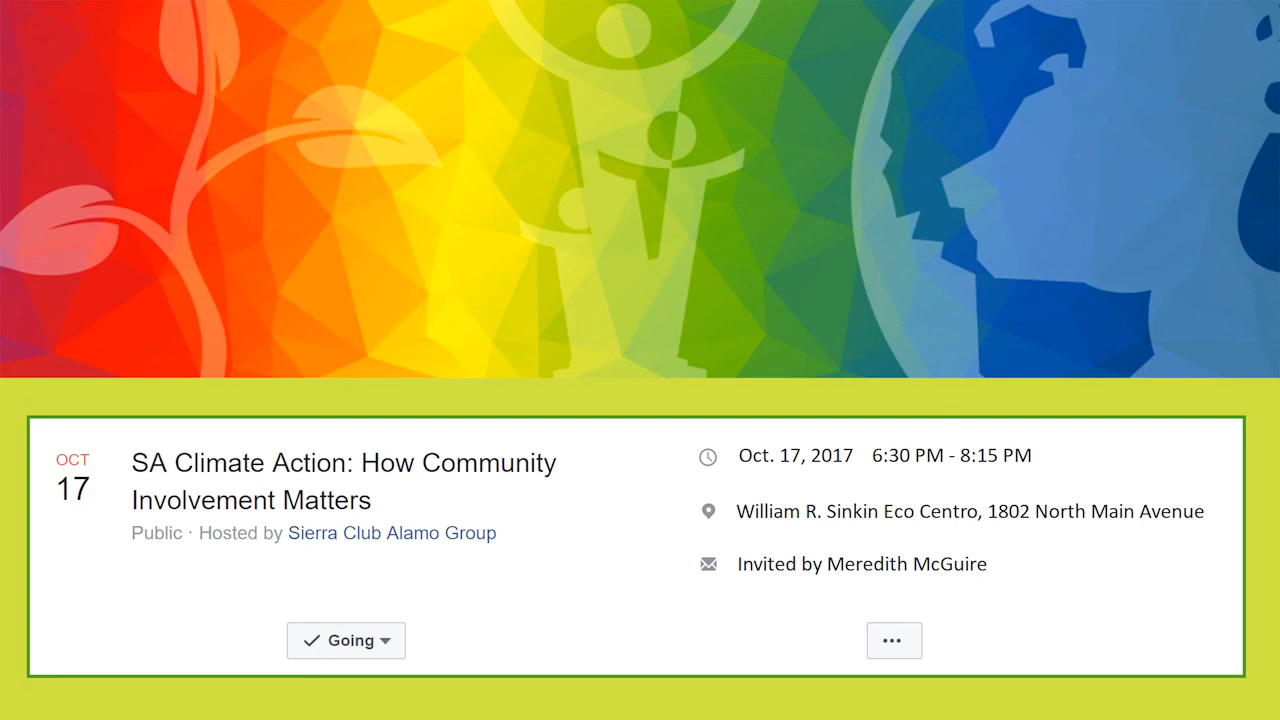 OCT
17
SA Climate Action: How Community
Involvement Matters
Public · Hosted by Sierra Club Alamo Group
Going
Oct. 17, 2017 6:30 PM - 8:15 PM
William R. Sinkin Eco Centro, 1802 North Main Avenue
Invited by Meredith McGuire